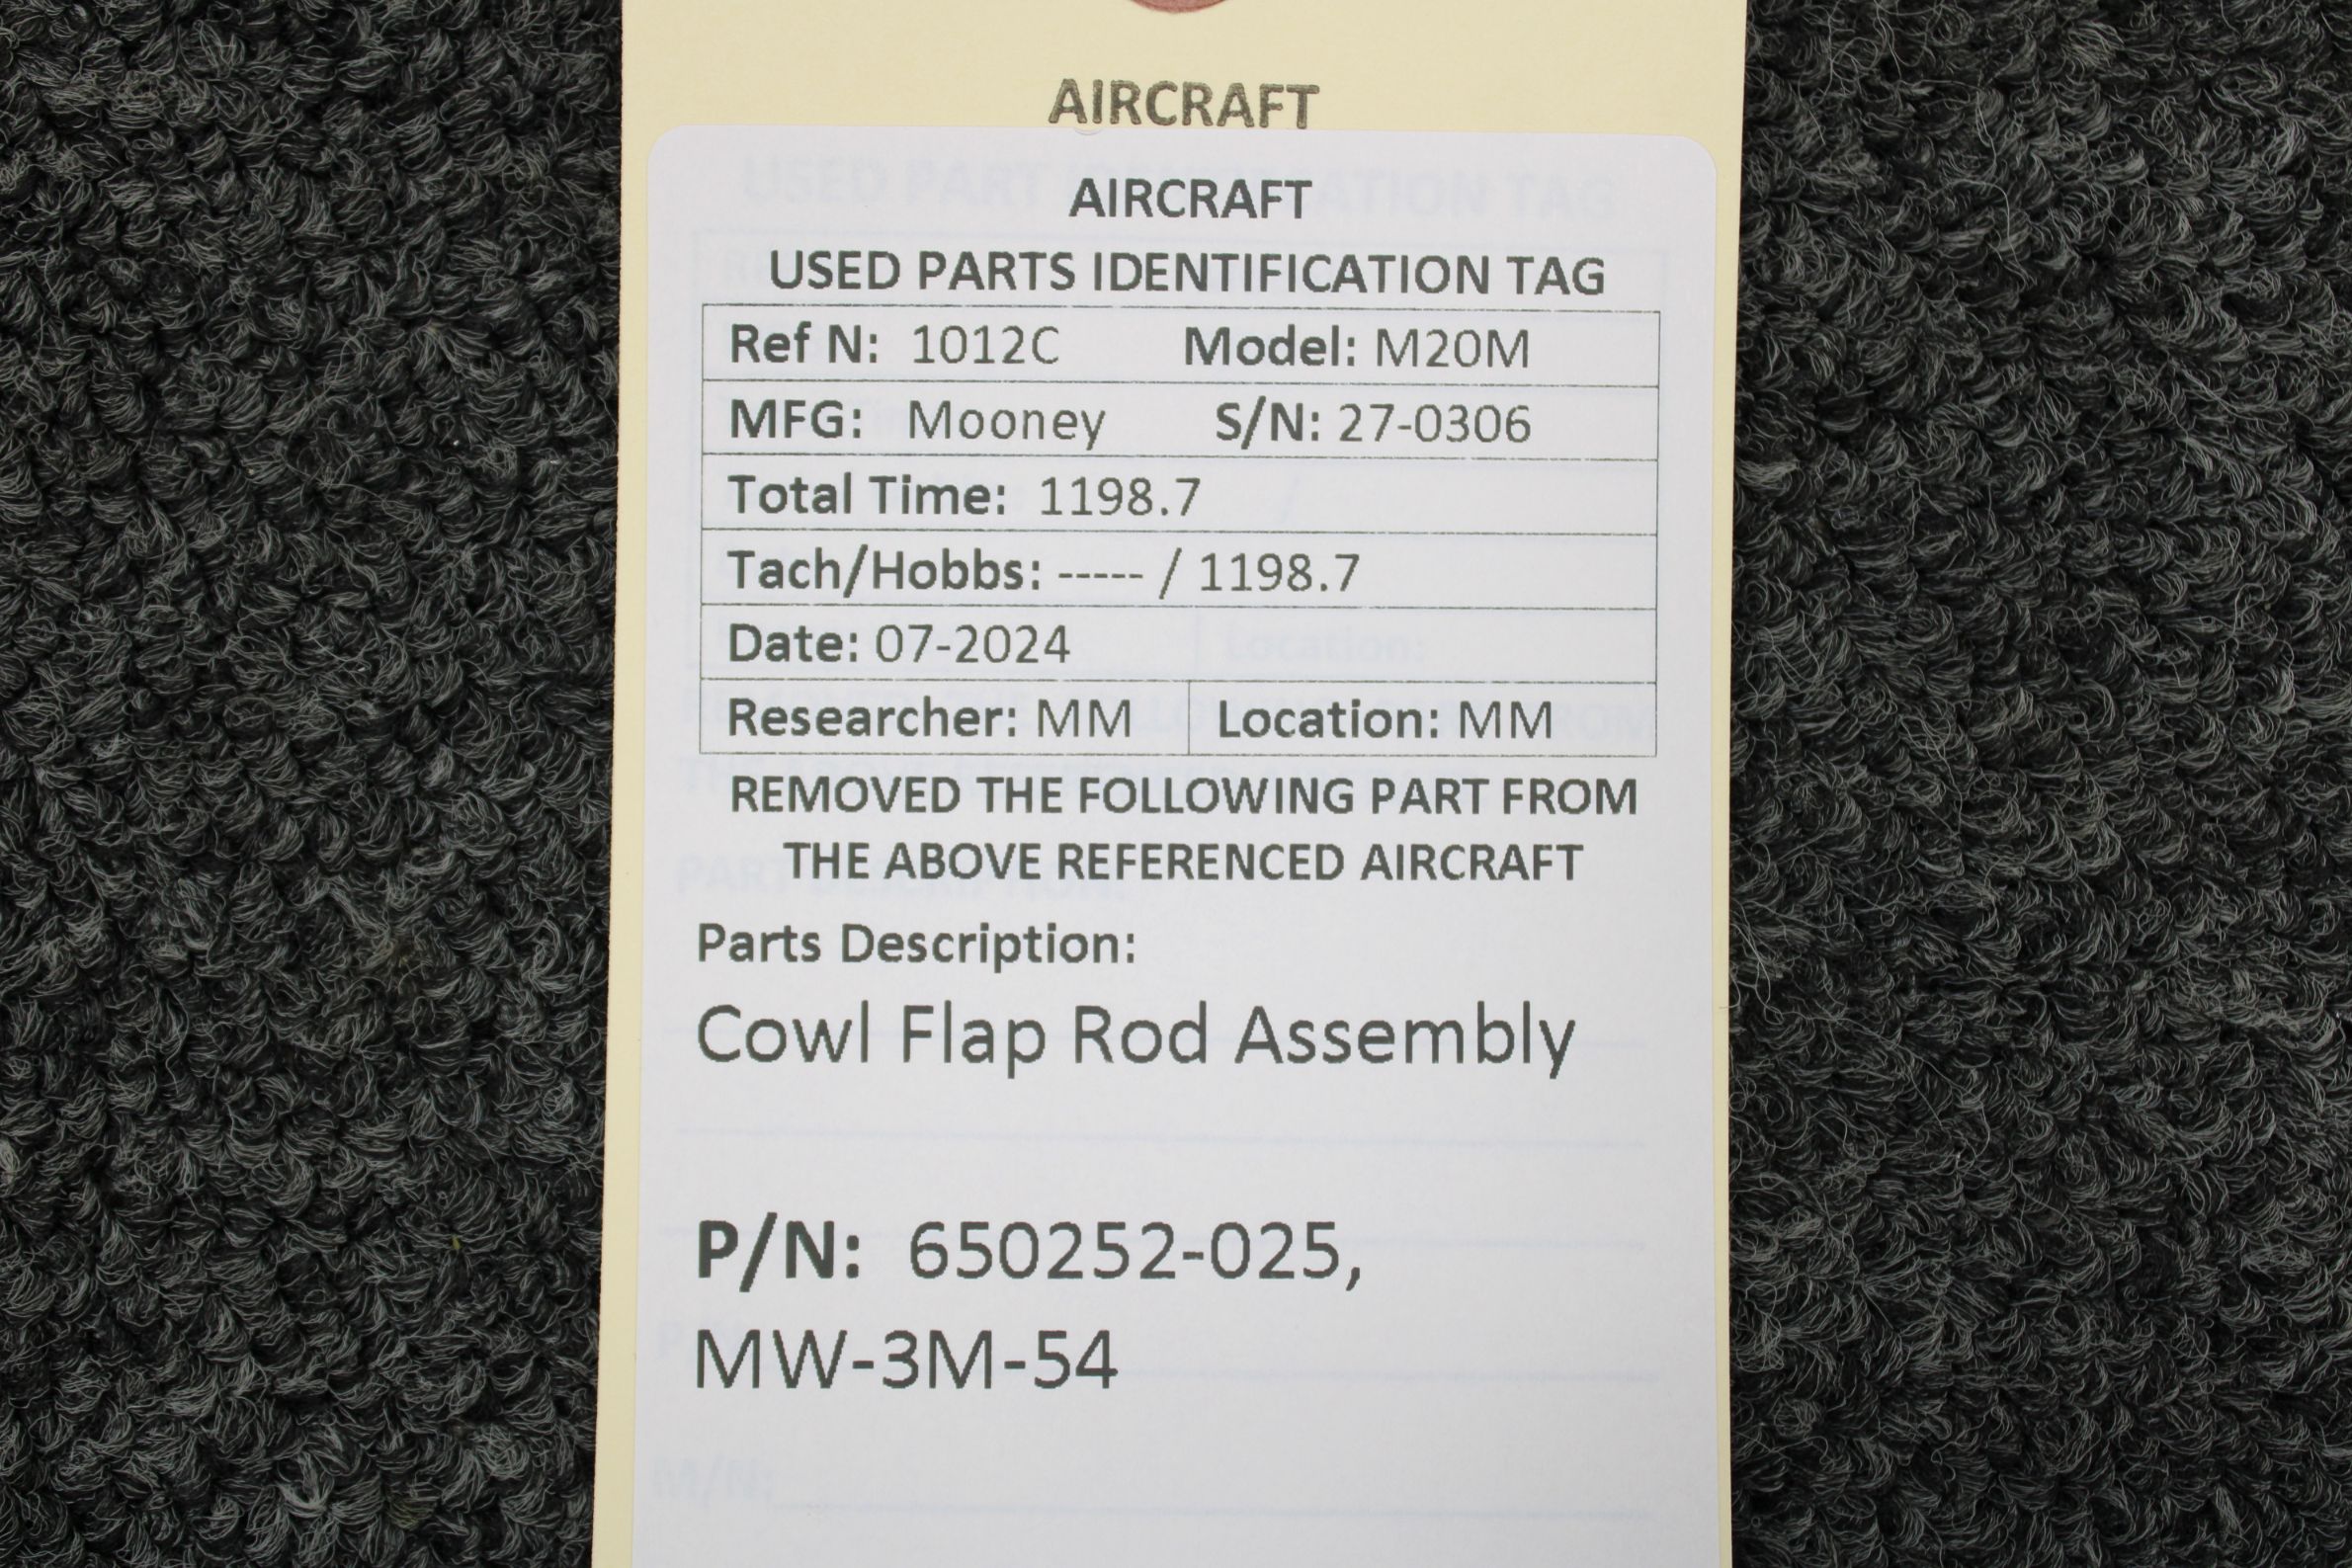 AIRCRAFT
AIRCRAFT
USED PARTS IDENTIFICATION TAG
Ref N: 1012C Model: M20M
MFG: Mooney S/N: 27-0306
Total Time: 1198.7
Tach/Hobbs: ----- / 1198.7
Date: 07-2024
Researcher: MM Location: MM
REMOVED THE FOLLOWING PART FROM
THE ABOVE REFERENCED AIRCRAFT
Parts Description:
Cowl Flap Rod Assembly
P/N: 650252-025,
MW-3M-54
M/N: